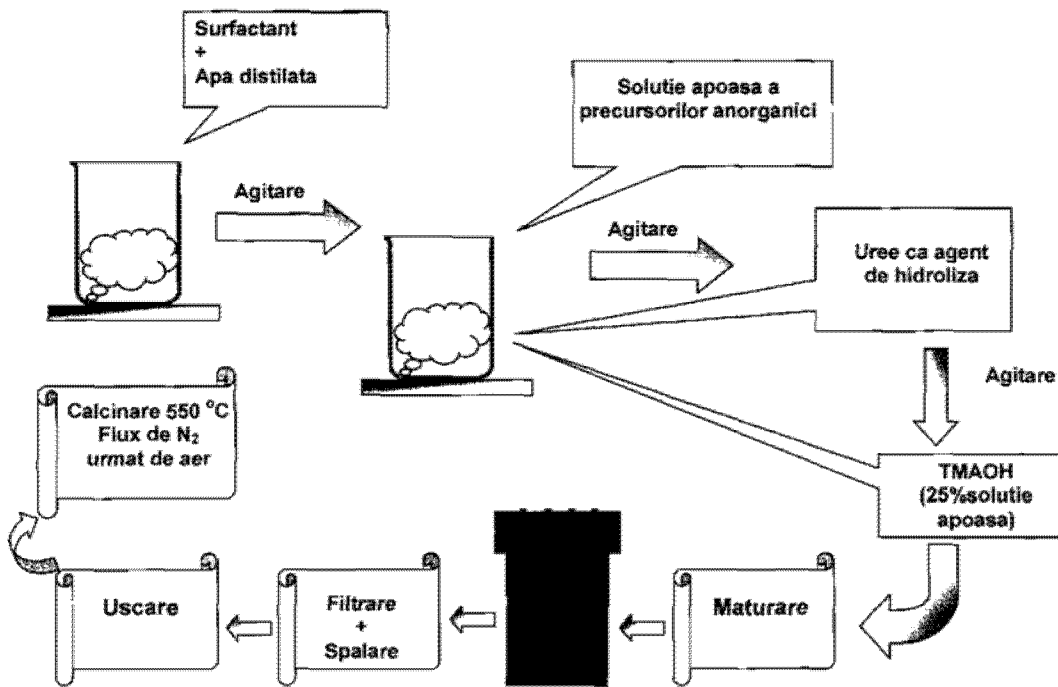 Surfactant
+
Apa distilata
Solutie apoasa a
precursorilor anorganici
Agitare
Agitare
Uree ca agent
de hidroliza
Agitare
TMAOH
(25%solutie
apoasa)
Maturare
Filtrare
+
Spalare
Uscare
Calcinare 550 °C
Flux de N₂
urmat de aer